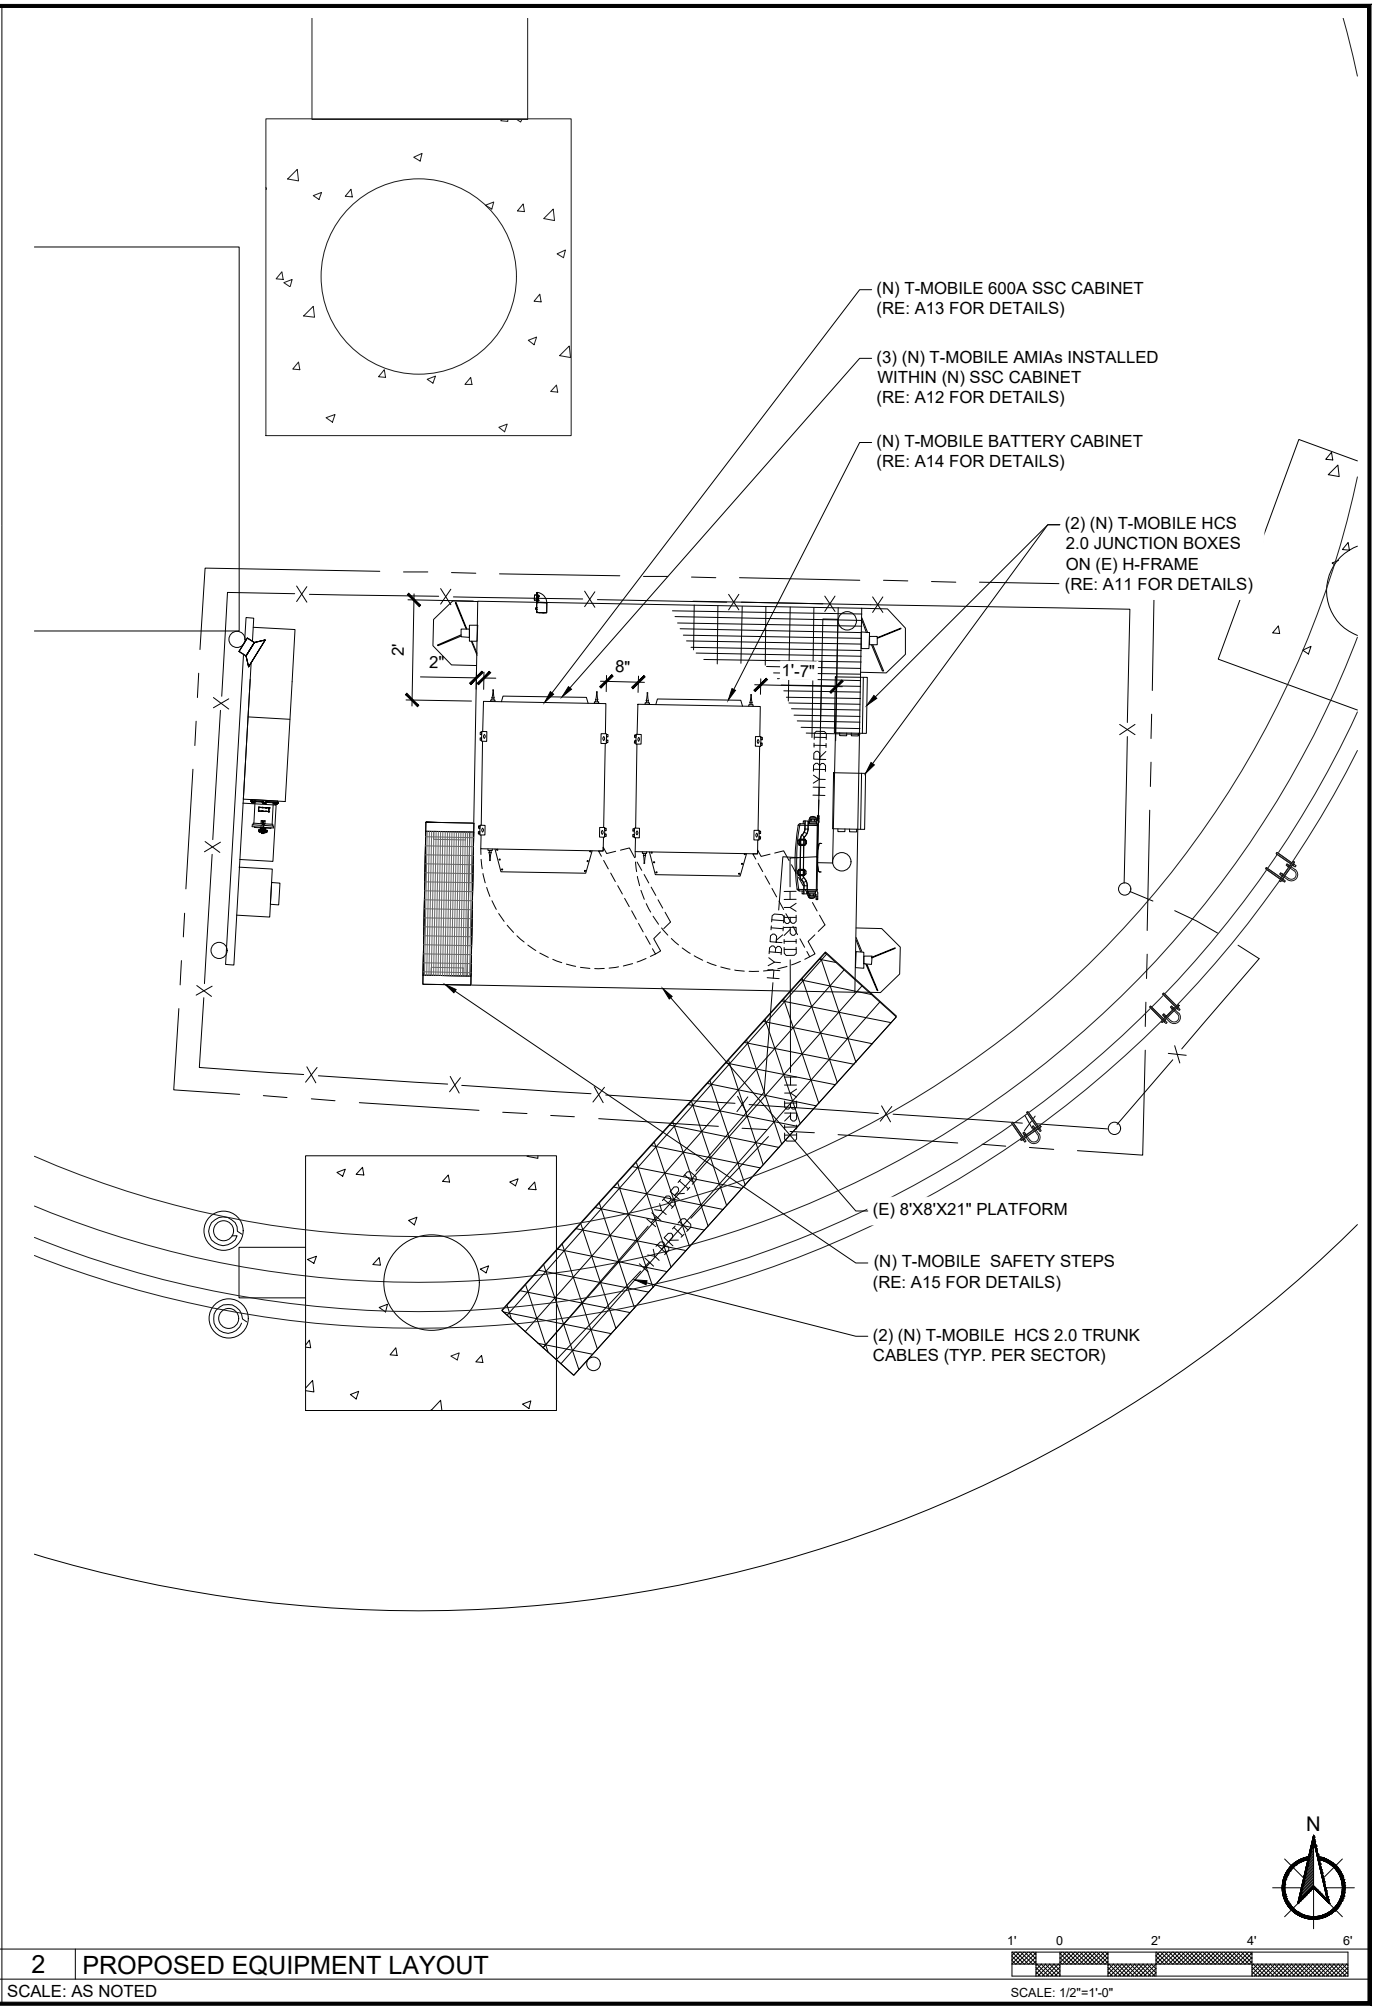 (N) T-MOBILE 600A SSC CABINET
(RE: A13 FOR DETAILS)
(3) (N) T-MOBILE AMIAs INSTALLED
WITHIN (N) SSC CABINET
(RE: A12 FOR DETAILS)
(N) T-MOBILE BATTERY CABINET
(RE: A14 FOR DETAILS)
(2) (N) T-MOBILE HCS
2.0 JUNCTION BOXES
ON (E) H-FRAME
(RE: A11 FOR DETAILS)
X X X X X X
2'
2"
8"
1'-7"
X
X
HYBRID
X
HYBRID
HYBRID
X
X X X X X
X
HYBRID
HYBRID
HYBRID
(E) 8'X8'X21" PLATFORM
(N) T-MOBILE SAFETY STEPS
(RE: A15 FOR DETAILS)
(2) (N) T-MOBILE HCS 2.0 TRUNK
CABLES (TYP. PER SECTOR)
N
2 PROPOSED EQUIPMENT LAYOUT
SCALE: AS NOTED
1' 0 2' 4' 6'
SCALE: 1/2"=1'-0"